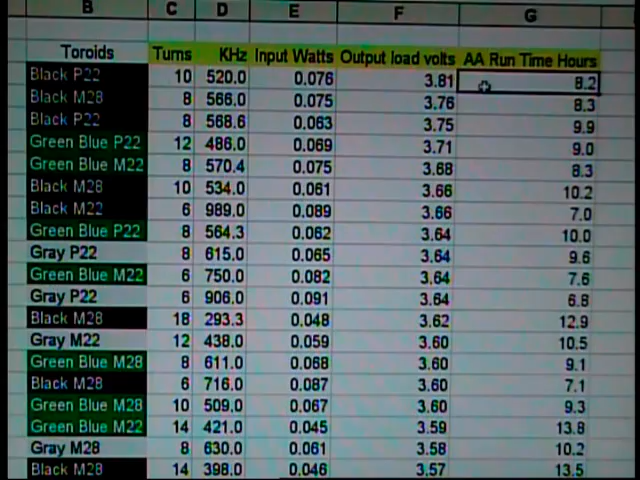 B C D E F G
Toroids Turns KHz Input Watts Output load volts AA Run Time Hours
Black P22 10 520.0 0.076 3.81 8.2
Black M28 8 566.0 0.075 3.76 8.3
Black P22 8 568.6 0.063 3.75 9.9
Green Blue P22 12 486.0 0.069 3.71 9.0
Green Blue M22 8 570.4 0.075 3.68 8.3
Black M28 10 534.0 0.061 3.66 10.2
Black M22 6 989.0 0.089 3.66 7.0
Green Blue P22 8 564.3 0.062 3.64 10.0
Gray P22 8 615.0 0.065 3.64 9.6
Green Blue M22 6 750.0 0.082 3.64 7.6
Gray P22 6 906.0 0.091 3.64 6.8
Black M28 18 293.3 0.048 3.62 12.9
Gray M22 12 438.0 0.059 3.60 10.5
Green Blue M28 8 611.0 0.068 3.60 9.1
Black M28 6 716.0 0.087 3.60 7.1
Green Blue M28 10 509.0 0.067 3.60 9.3
Green Blue M22 14 421.0 0.045 3.59 13.8
Gray M28 8 630.0 0.061 3.58 10.2
Black M28 14 398.0 0.046 3.57 13.5